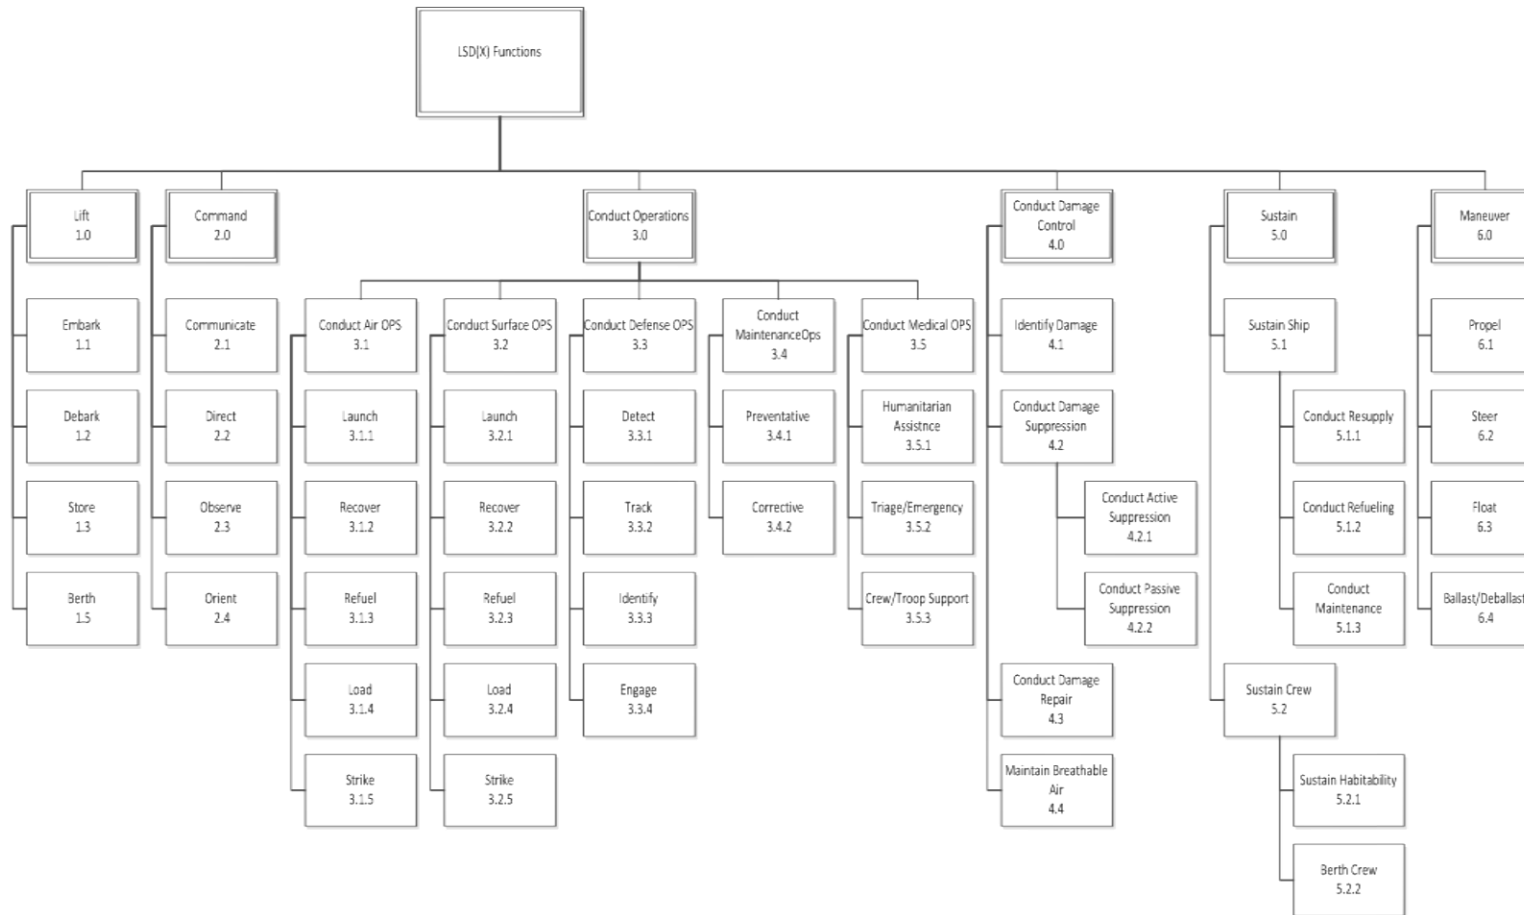 LSD(X) Functions
Lift
1.0
Command
2.0
Conduct Operations
3.0
Conduct Damage
Control
4.0
Sustain
5.0
Maneuver
6.0
Embark
1.1
Communicate
2.1
Conduct Air OPS
3.1
Conduct Surface OPS
3.2
Conduct Defense OPS
3.3
Conduct
MaintenanceOps
3.4
Conduct Medical OPS
3.5
Identify Damage
4.1
Sustain Ship
5.1
Propel
6.1
Debark
1.2
Direct
2.2
Launch
3.1.1
Launch
3.2.1
Detect
3.3.1
Preventative
3.4.1
Humanitarian
Assistnce
3.5.1
Conduct Damage
Suppression
4.2
Conduct Resupply
5.1.1
Steer
6.2
Store
1.3
Observe
2.3
Recover
3.1.2
Recover
3.2.2
Track
3.3.2
Corrective
3.4.2
Triage/Emergency
3.5.2
Conduct Active
Suppression
4.2.1
Conduct Refueling
5.1.2
Float
6.3
Berth
1.5
Orient
2.4
Refuel
3.1.3
Refuel
3.2.3
Identify
3.3.3
Crew/Troop Support
3.5.3
Conduct Passive
Suppression
4.2.2
Conduct
Maintenance
5.1.3
Ballast/Deballast
6.4
Load
3.1.4
Load
3.2.4
Engage
3.3.4
Conduct Damage
Repair
4.3
Sustain Crew
5.2
Strike
3.1.5
Strike
3.2.5
Maintain Breathable
Air
4.4
Sustain Habitability
5.2.1
Berth Crew
5.2.2